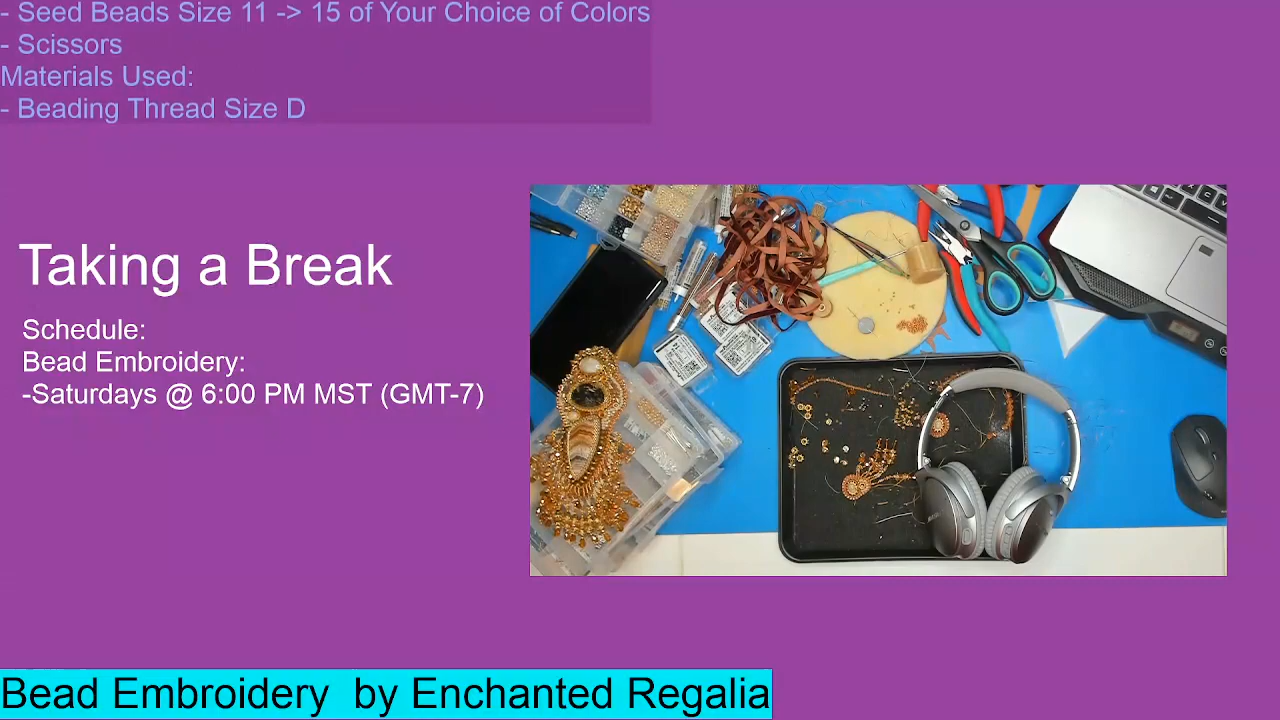 - Seed Beads Size 11 -> 15 of Your Choice of Colors
- Scissors
Materials Used:
- Beading Thread Size D
Taking a Break
Schedule:
Bead Embroidery:
-Saturdays @ 6:00 PM MST (GMT-7)
Bead Embroidery  by Enchanted Regalia